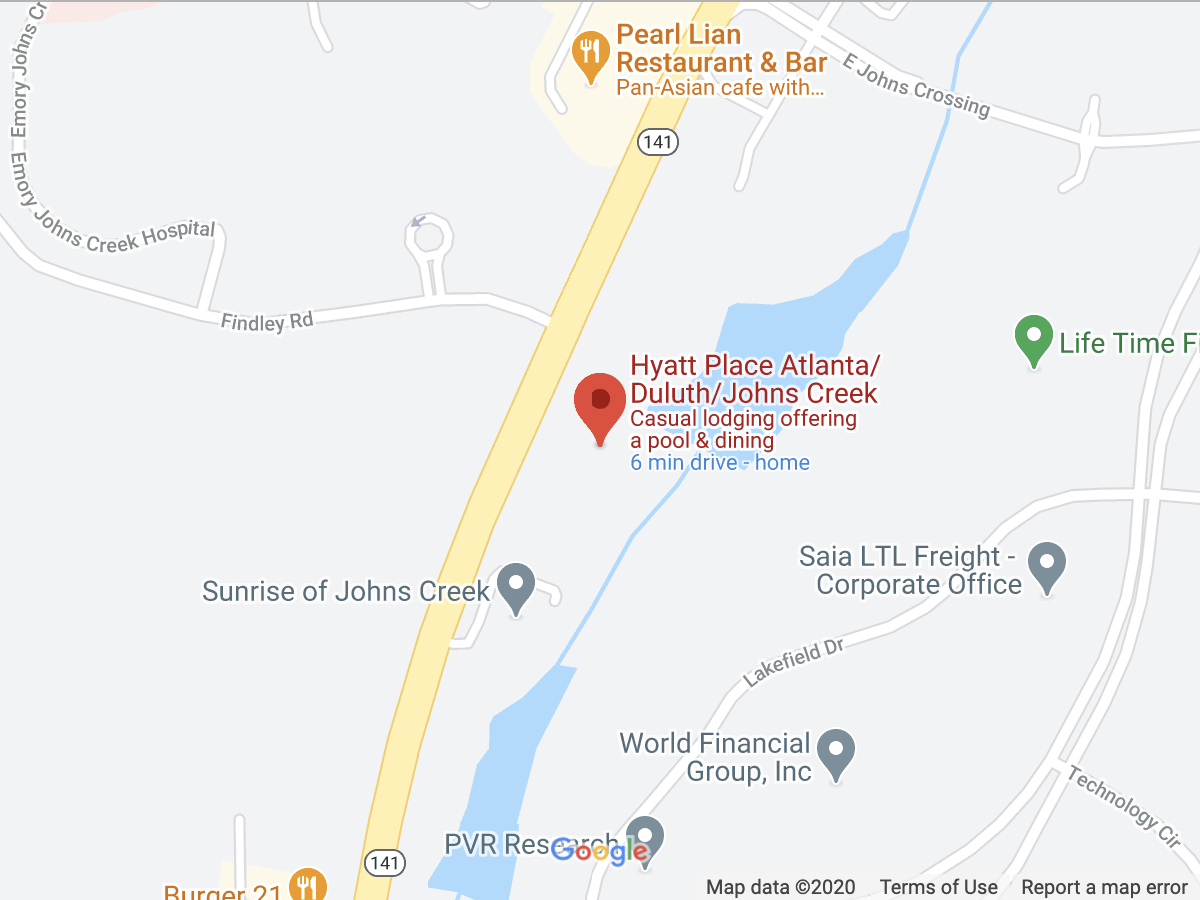 Emory Johns Cr
Pearl Lian
Restaurant & Bar
Pan-Asian cafe with...
E Johns Crossing
141
Emory Johns Creek Hospital
Findley Rd
Life Time Fi
Hyatt Place Atlanta/
Duluth/Johns Creek
Casual lodging offering
a pool & dining
6 min drive - home
Saia LTL Freight -
Corporate Office
Sunrise of Johns Creek
Lakefield Dr
World Financial
Group, Inc
Technology Cir
PVR Research
Google
141
Burger 21
Map data ©2020 Terms of Use Report a map error